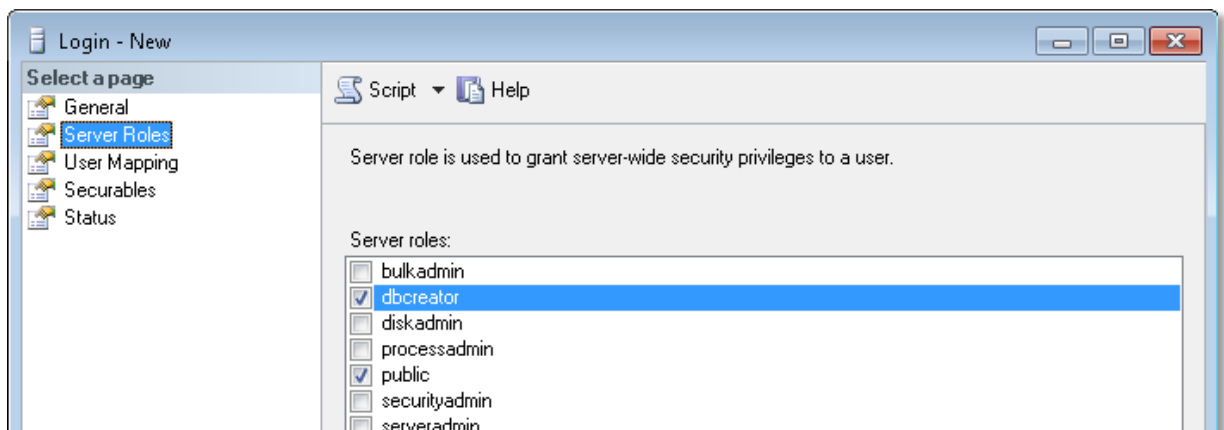 Login - New
Select a page
General
Server Roles
User Mapping
Securables
Status
Script Help
Server role is used to grant server-wide security privileges to a user.
Server roles:
bulkadmin
dbcreator
diskadmin
processadmin
public
securityadmin
serveradmin